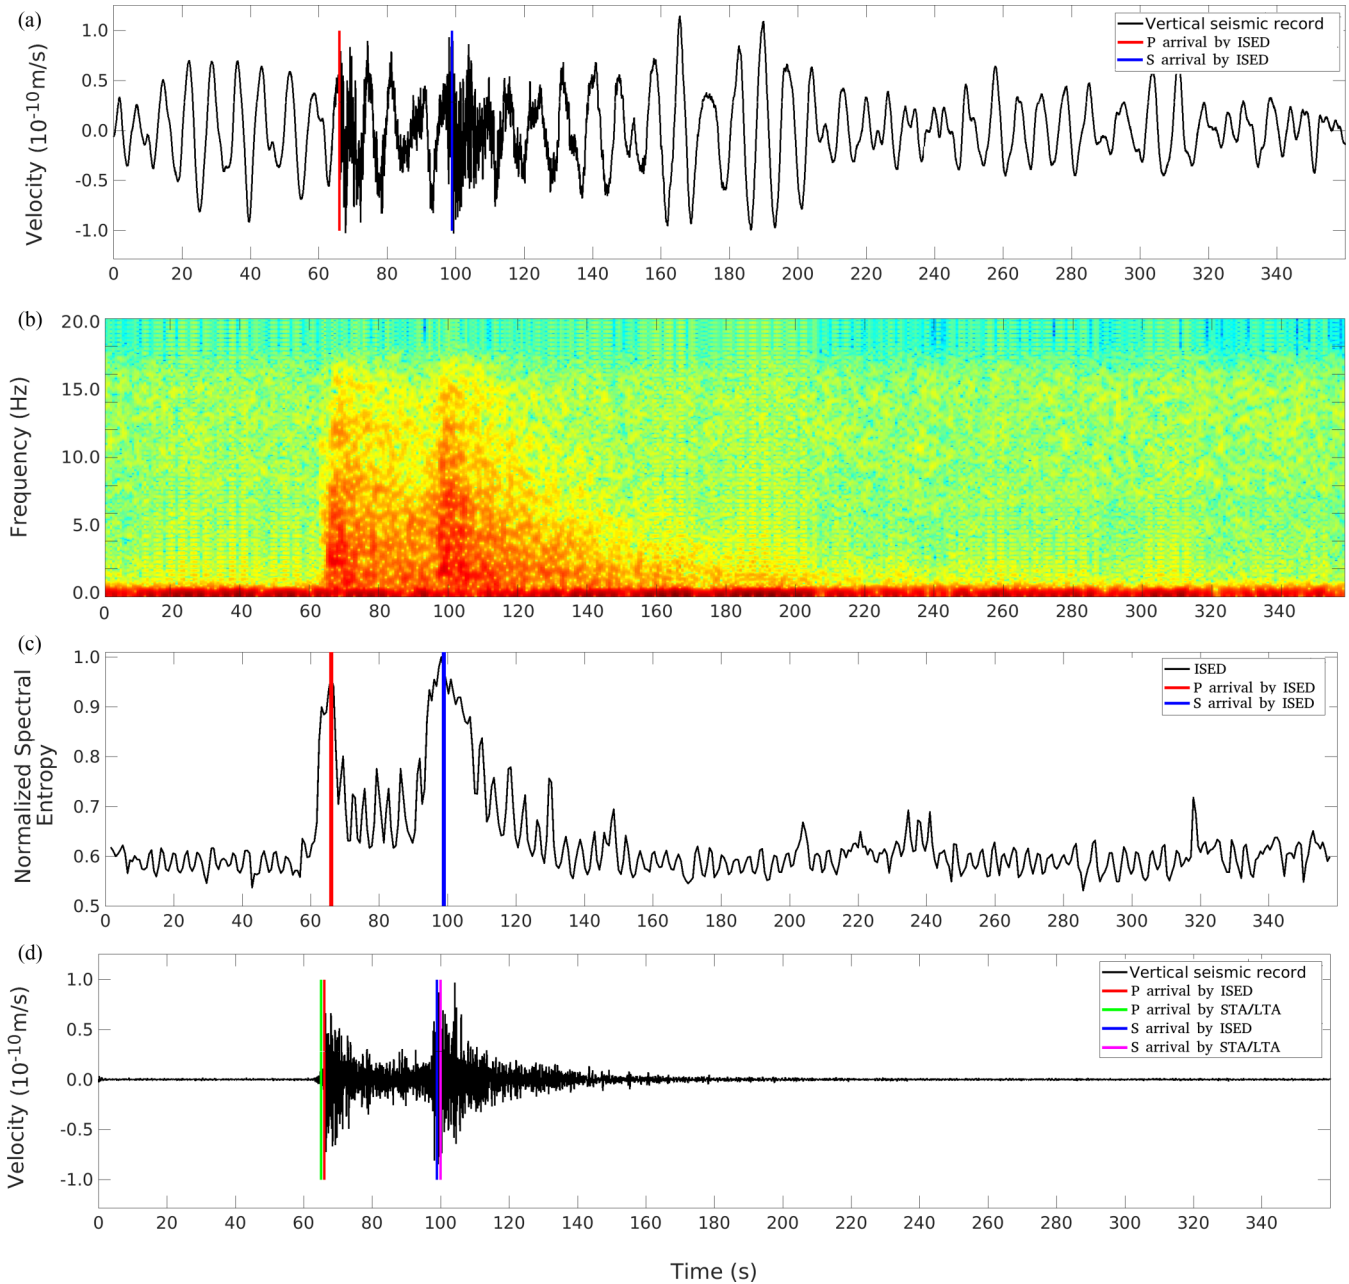 (a)
Velocity (10⁻¹⁰m/s)
1.0
0.5
0.0
-0.5
-1.0
Vertical seismic record
P arrival by ISED
S arrival by ISED
0 20 40 60 80 100 120 140 160 180 200 220 240 260 280 300 320 340
(b)
Frequency (Hz)
20.0
15.0
10.0
5.0
0.0
0 20 40 60 80 100 120 140 160 180 200 220 240 260 280 300 320 340
(c)
Normalized Spectral
Entropy
1.0
0.9
0.8
0.7
0.6
0.5
ISED
P arrival by ISED
S arrival by ISED
0 20 40 60 80 100 120 140 160 180 200 220 240 260 280 300 320 340
(d)
Velocity (10⁻¹⁰m/s)
1.0
0.5
0.0
-0.5
-1.0
Vertical seismic record
P arrival by ISED
P arrival by STA/LTA
S arrival by ISED
S arrival by STA/LTA
0 20 40 60 80 100 120 140 160 180 200 220 240 260 280 300 320 340
Time (s)